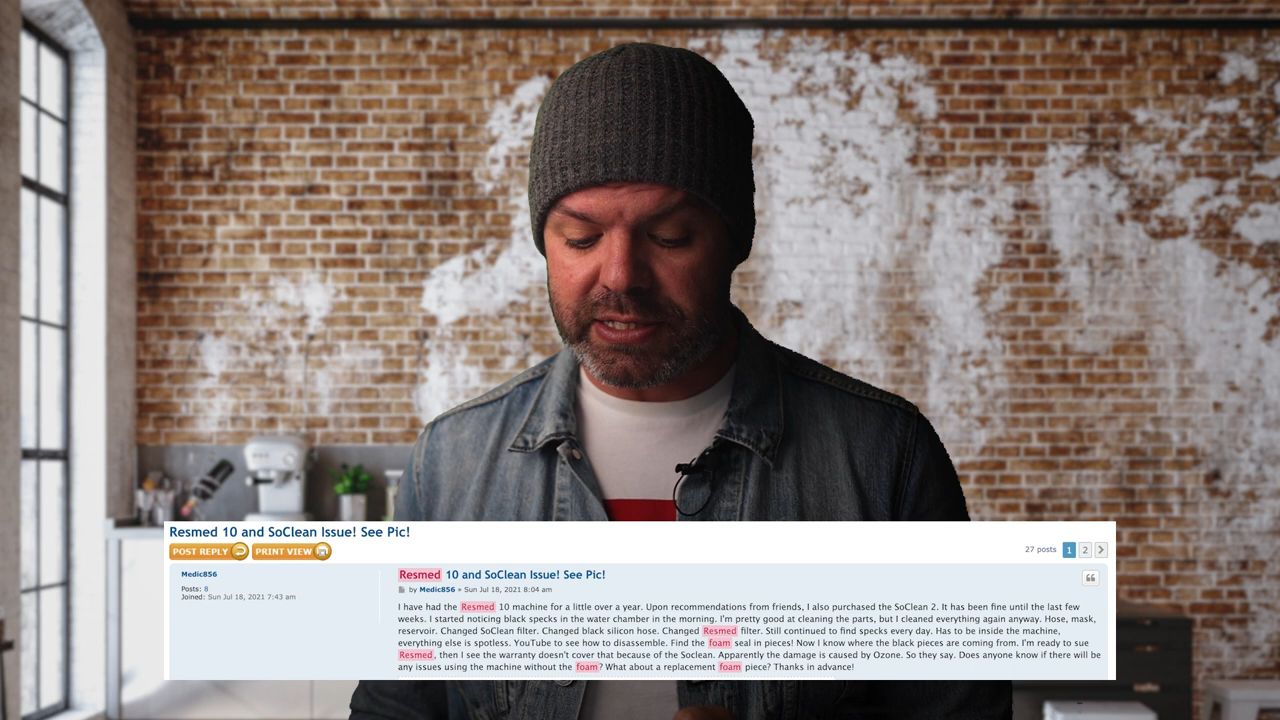 Resmed 10 and SoClean Issue! See Pic!
POST REPLY PRINT VIEW 27 posts 1 2
Medic856
Posts: 8
Joined: Sun Jul 18, 2021 7:43 am
Resmed 10 and SoClean Issue! See Pic!
by Medic856 » Sun Jul 18, 2021 8:04 am
I have had the Resmed 10 machine for a little over a year. Upon recommendations from friends, I also purchased the SoClean 2. It has been fine until the last few
weeks. I started noticing black specks in the water chamber in the morning. I'm pretty good at cleaning the parts, but I cleaned everything again anyway. Hose, mask,
reservoir. Changed SoClean filter. Changed black silicon hose. Changed Resmed filter. Still continued to find specks every day. Has to be inside the machine,
everything else is spotless. YouTube to see how to disassemble. Find the foam seal in pieces! Now I know where the black pieces are coming from. I'm ready to sue
Resmed, then I see the warranty doesn't cover that because of the Soclean. Apparently the damage is caused by Ozone. So they say. Does anyone know if there will be
any issues using the machine without the foam? What about a replacement foam piece? Thanks in advance!